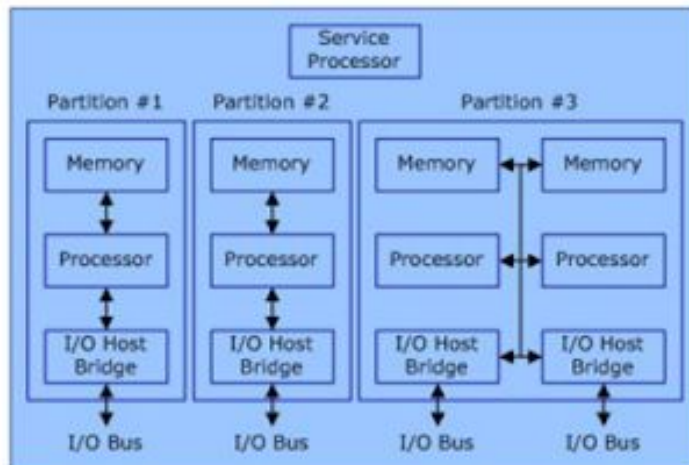 Service
Processor
Partition #1
Partition #2
Partition #3
Memory
Memory
Memory
Memory
Processor
Processor
Processor
Processor
I/O Host
Bridge
I/O Host
Bridge
I/O Host
Bridge
I/O Host
Bridge
I/O Bus
I/O Bus
I/O Bus
I/O Bus